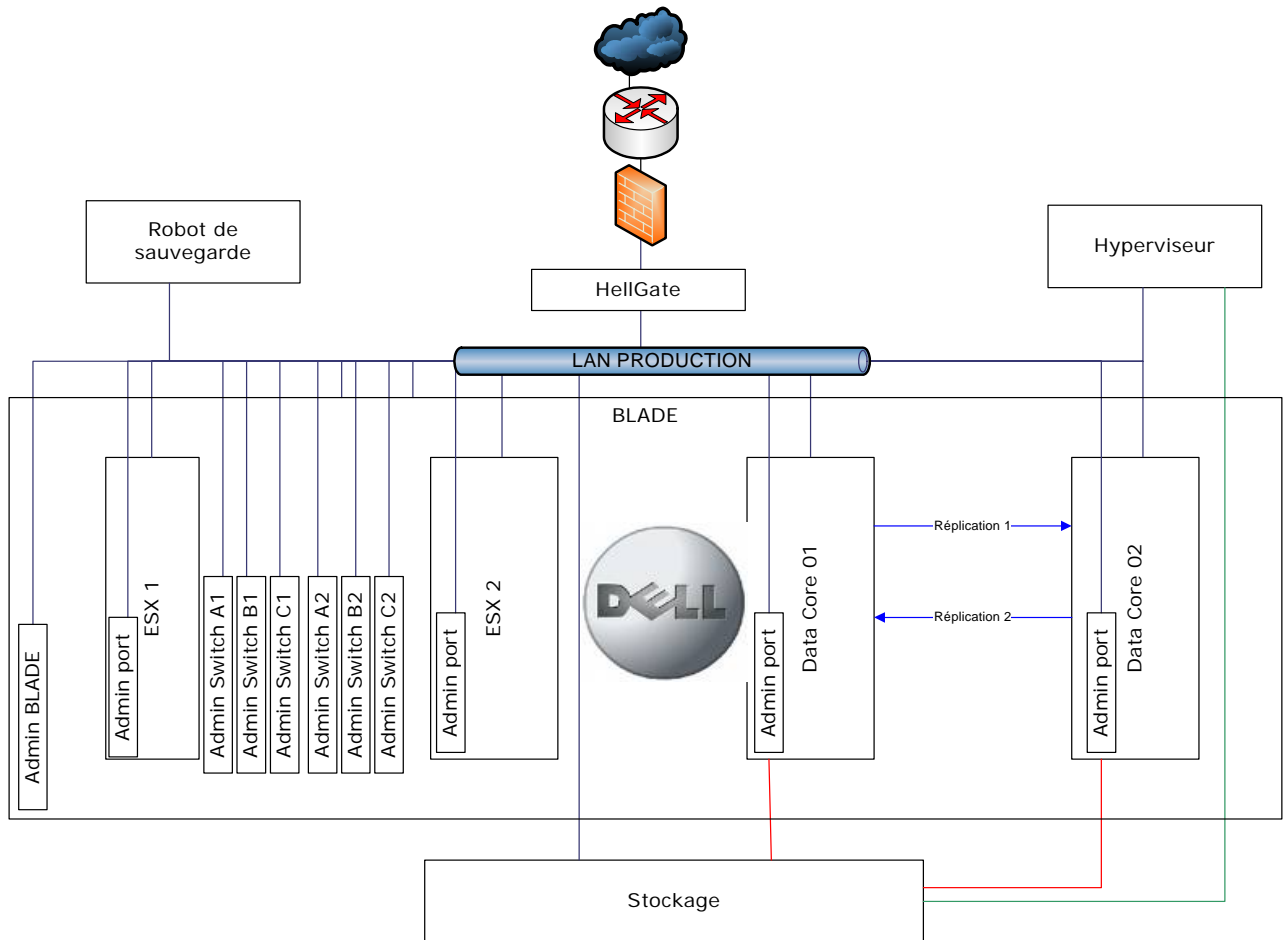 Robot de
sauvegarde
Hyperviseur
HellGate
LAN PRODUCTION
BLADE
Admin BLADE
Admin port
ESX 1
Admin Switch A1
Admin Switch B1
Admin Switch C1
Admin Switch A2
Admin Switch B2
Admin Switch C2
Admin port
ESX 2
DELL
Admin port
Data Core 01
Réplication 1
Réplication 2
Admin port
Data Core 02
Stockage